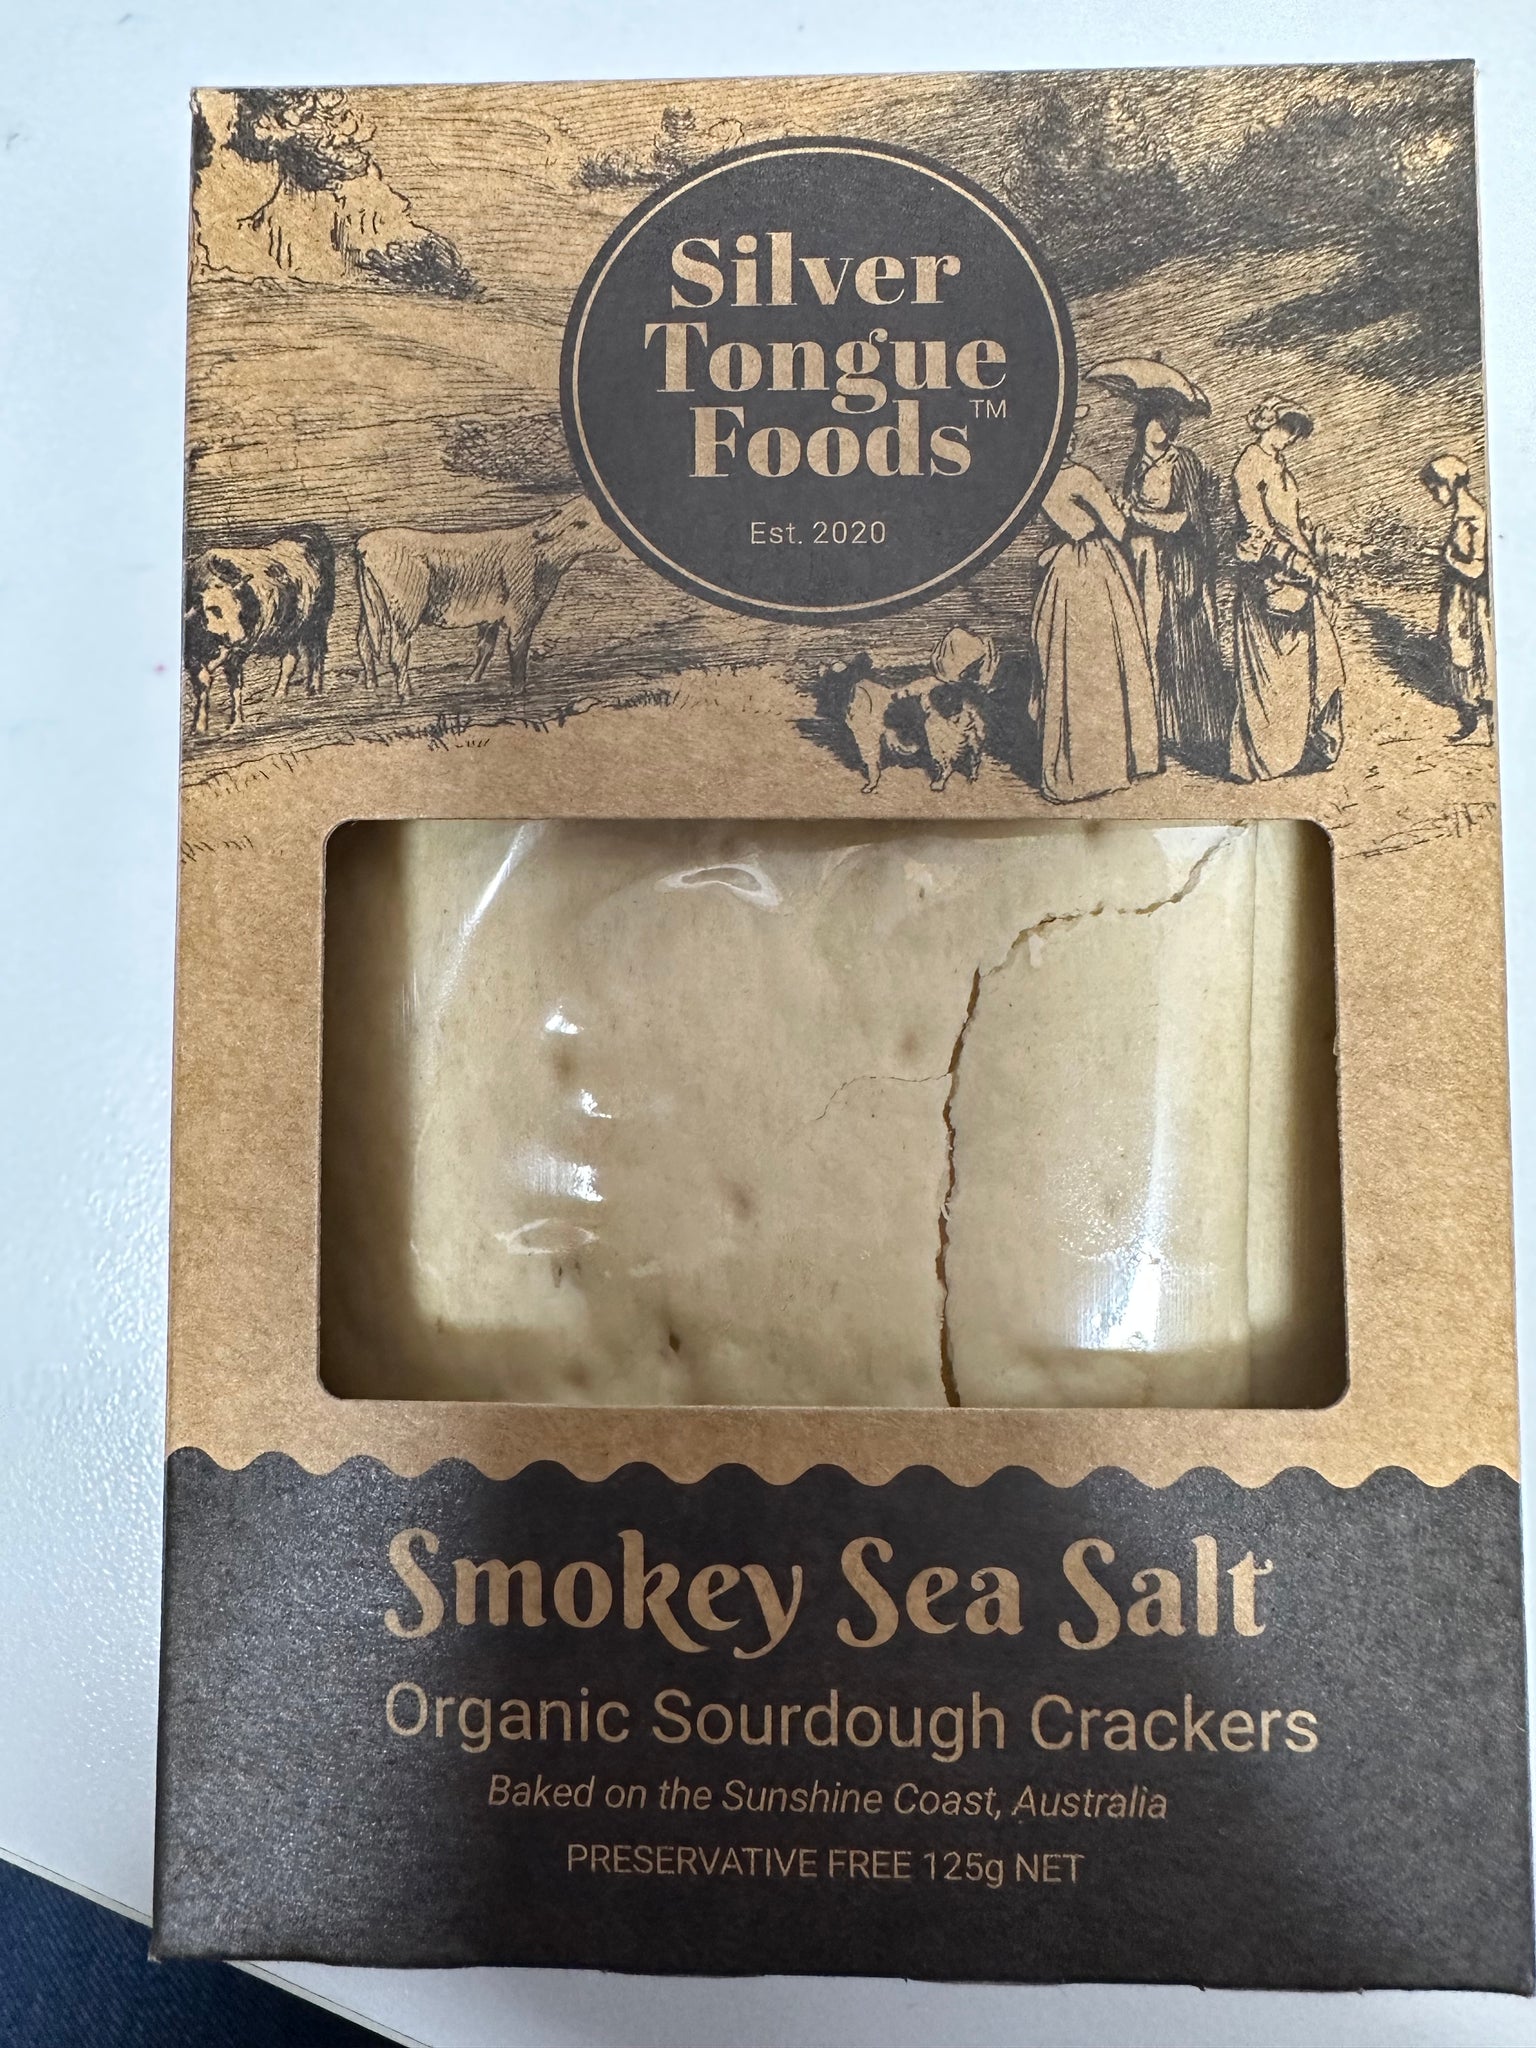 Silver
Tongue
Foods™
Est. 2020
Smokey Sea Salt
Organic Sourdough Crackers
Baked on the Sunshine Coast, Australia
PRESERVATIVE FREE 125g NET